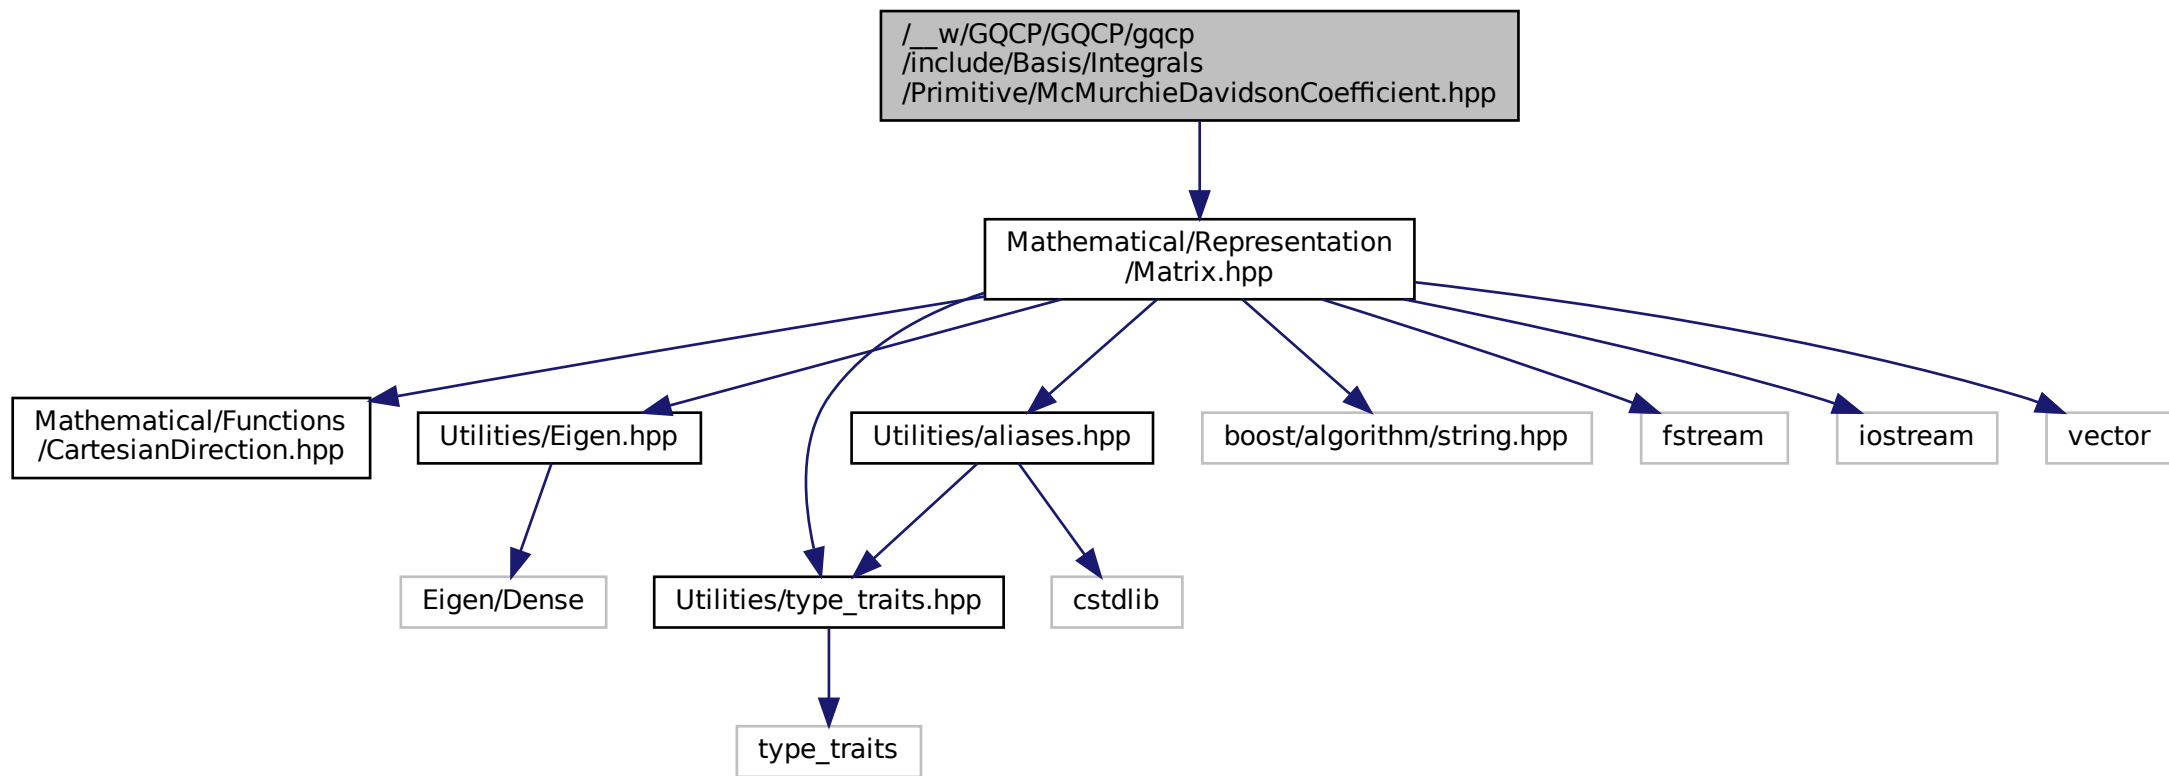 /__w/GQCP/GQCP/gqcp
/include/Basis/Integrals
/Primitive/McMurchieDavidsonCoefficient.hpp
Mathematical/Representation
/Matrix.hpp
Mathematical/Functions
/CartesianDirection.hpp
Utilities/Eigen.hpp
Utilities/aliases.hpp
boost/algorithm/string.hpp
fstream
iostream
vector
Eigen/Dense
Utilities/type_traits.hpp
cstdlib
type_traits